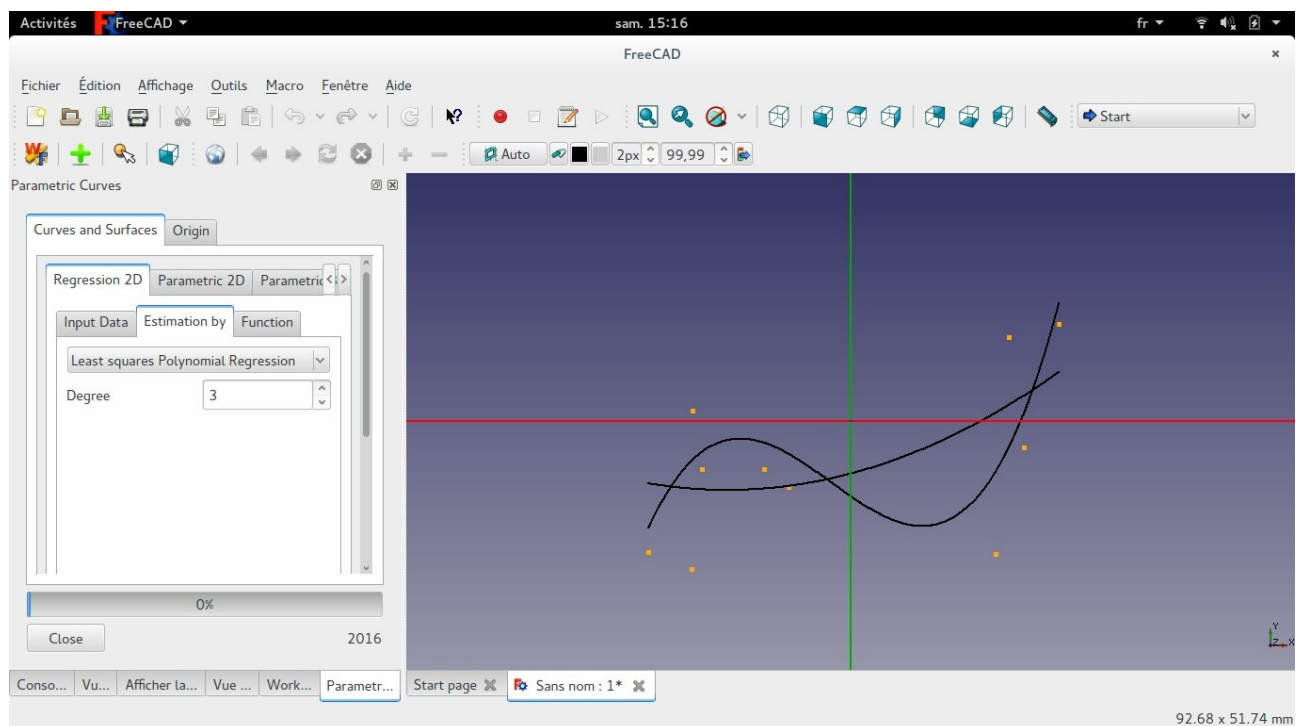 Activités FreeCAD sam. 15:16 fr
FreeCAD
Fichier Édition Affichage Outils Macro Fenêtre Aide
Start
Auto 2px 99,99
Parametric Curves
Curves and Surfaces Origin
Regression 2D Parametric 2D Parametric
Input Data Estimation by Function
Least squares Polynomial Regression
Degree 3
0%
Close 2016
Y
Z X
Conso... Vu... Afficher la... Vue ... Work... Parametr... Start page Sans nom : 1*
92.68 x 51.74 mm